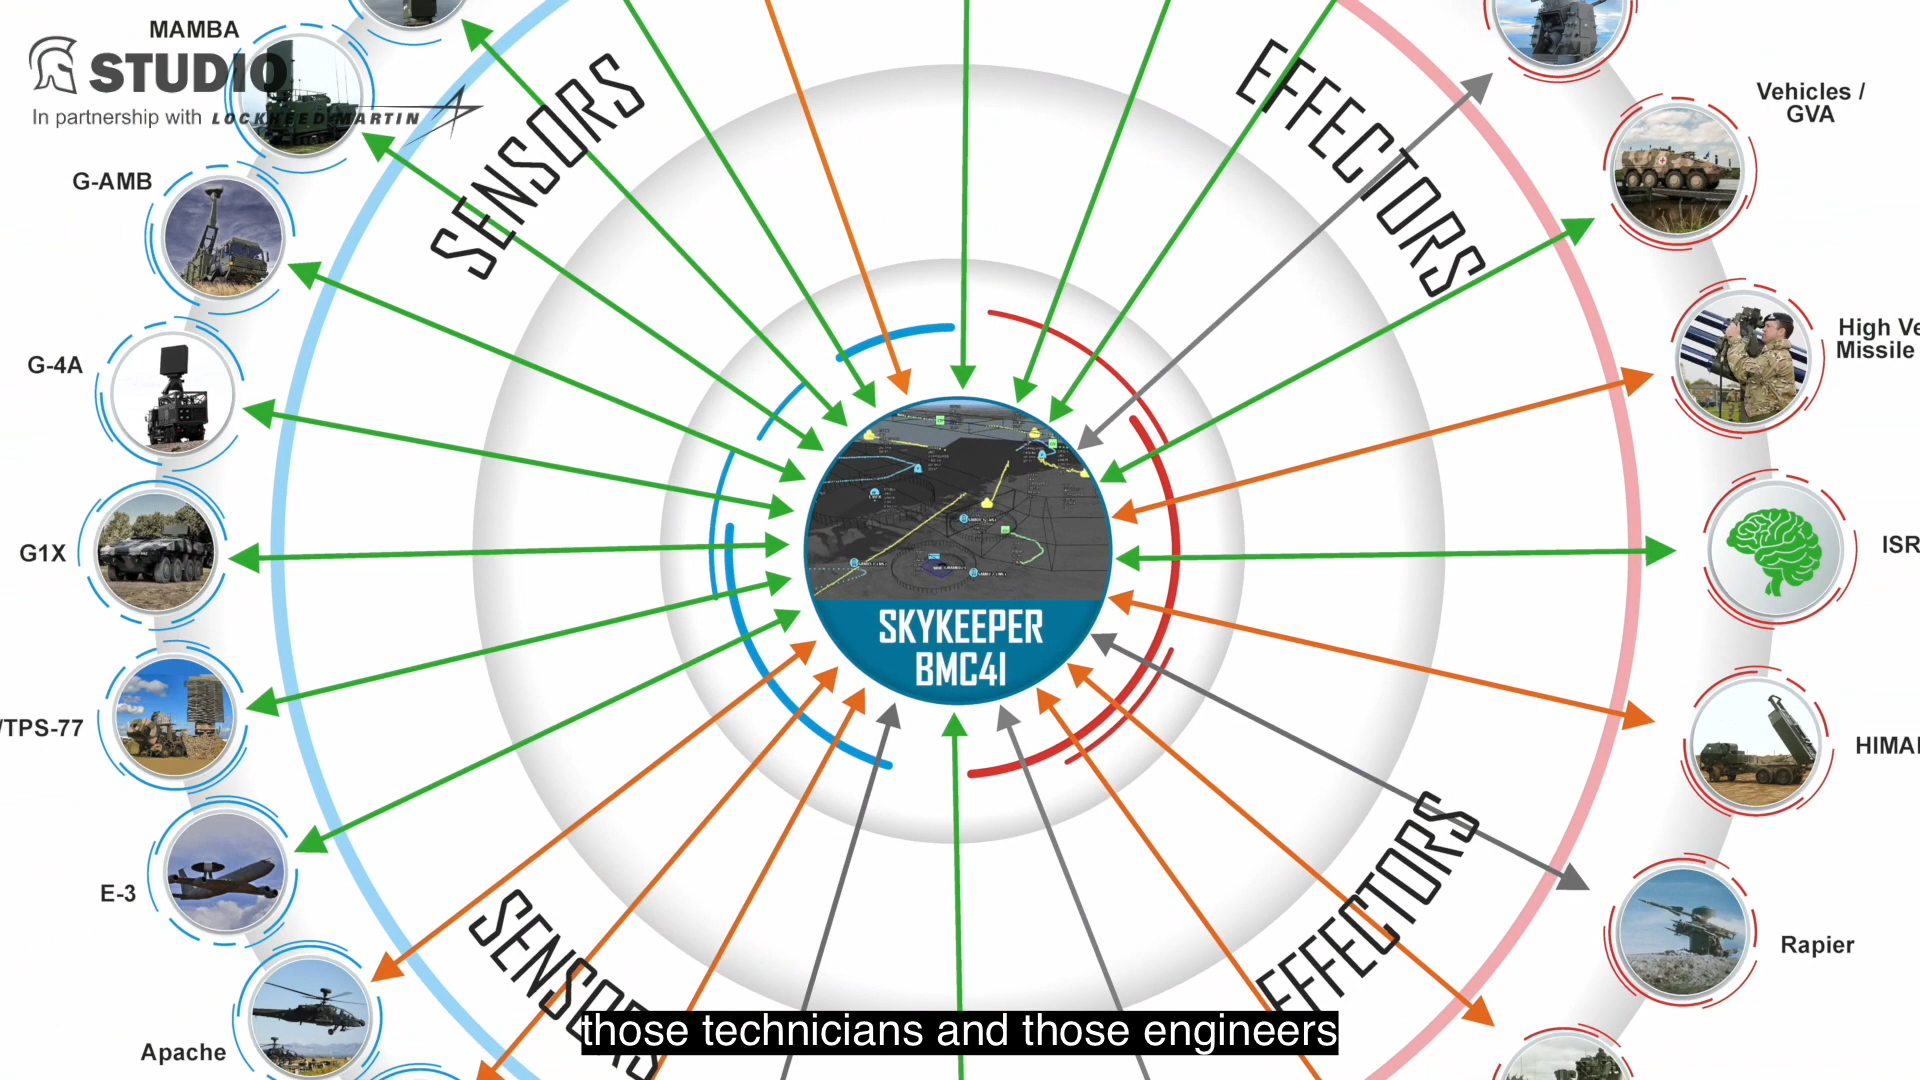 MAMBA
STUDIO
In partnership with LOCKHEED MARTIN
SENSORS
EFFECTORS
Vehicles /
GVA
G-AMB
High Ve
Missile
G-4A
G1X
ISR
SKYKEEPER
BMC4I
/TPS-77
HIMA
E-3
SENSORS
EFFECTORS
Rapier
Apache
those technicians and those engineers